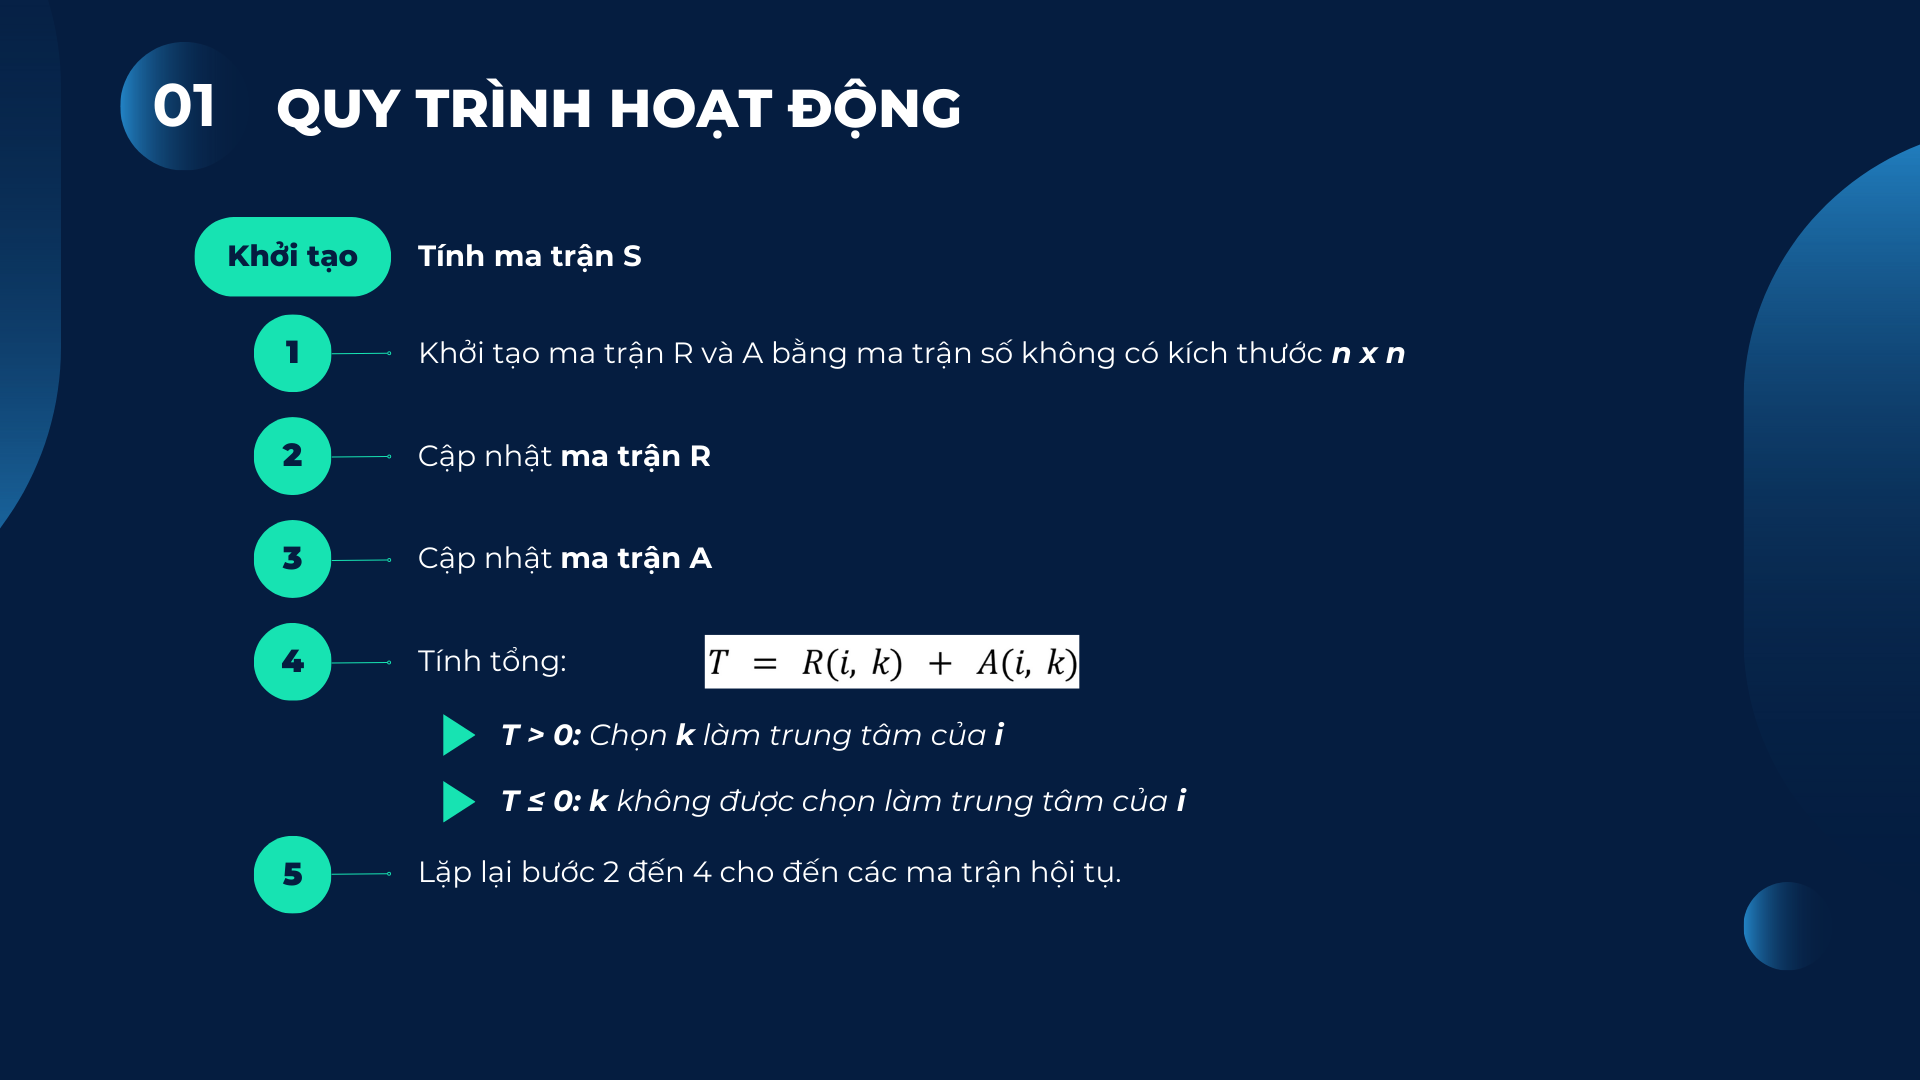 01
QUY TRÌNH HOẠT ĐỘNG
Khởi tạo
Tính ma trận S
1
Khởi tạo ma trận R và A bằng ma trận số không có kích thước n x n
2
Cập nhật ma trận R
3
Cập nhật ma trận A
4
Tính tổng:
T = R(i, k) + A(i, k)
T > 0: Chọn k làm trung tâm của i
T ≤ 0: k không được chọn làm trung tâm của i
5
Lặp lại bước 2 đến 4 cho đến các ma trận hội tụ.